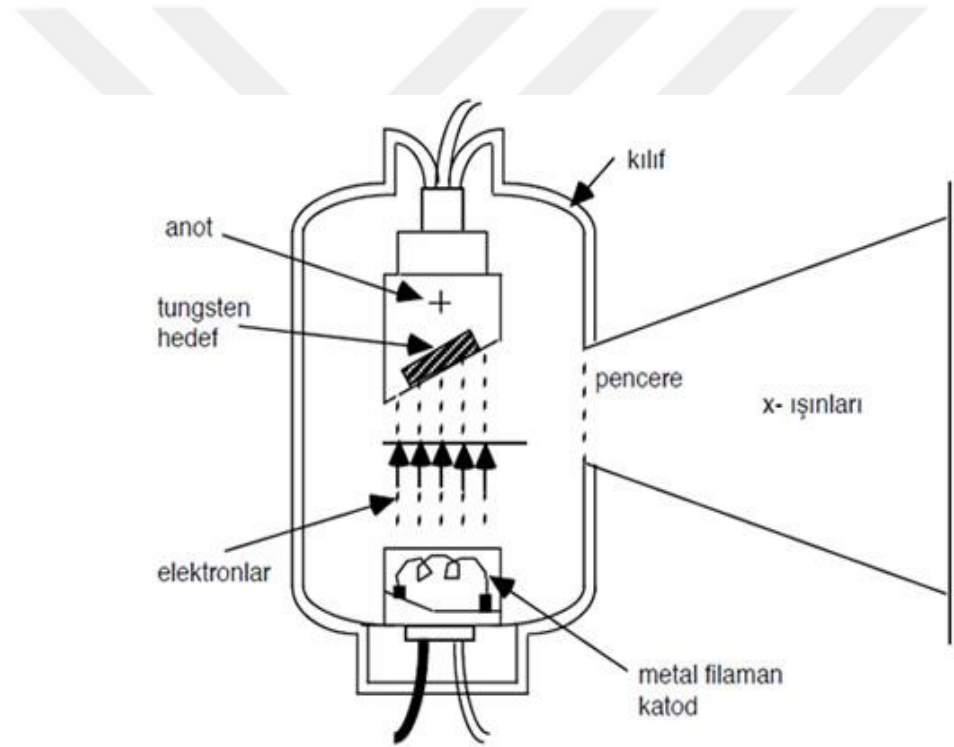 kılıf
anot
+
tungsten
hedef
pencere
x- ışınları
elektronlar
metal filaman
katod